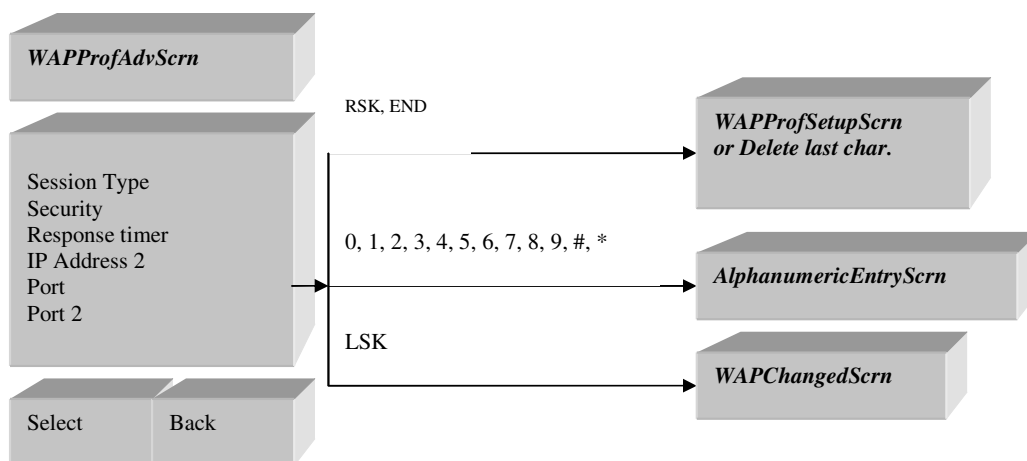 WAPProfAdvScrn
Session Type
Security
Response timer
IP Address 2
Port
Port 2
Select
Back
RSK, END
WAPProfSetupScrn
or Delete last char.
0, 1, 2, 3, 4, 5, 6, 7, 8, 9, #, *
AlphanumericEntryScrn
LSK
WAPChangedScrn